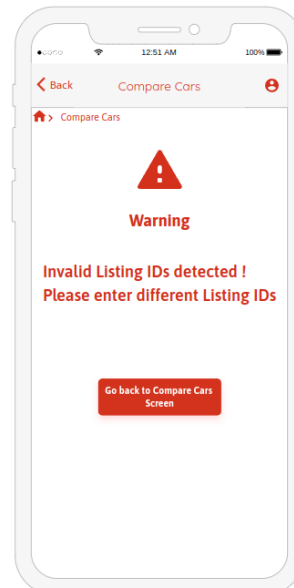 12:51 AM 100%
Back Compare Cars
Compare Cars
Warning
Invalid Listing IDs detected !
Please enter different Listing IDs
Go back to Compare Cars
Screen